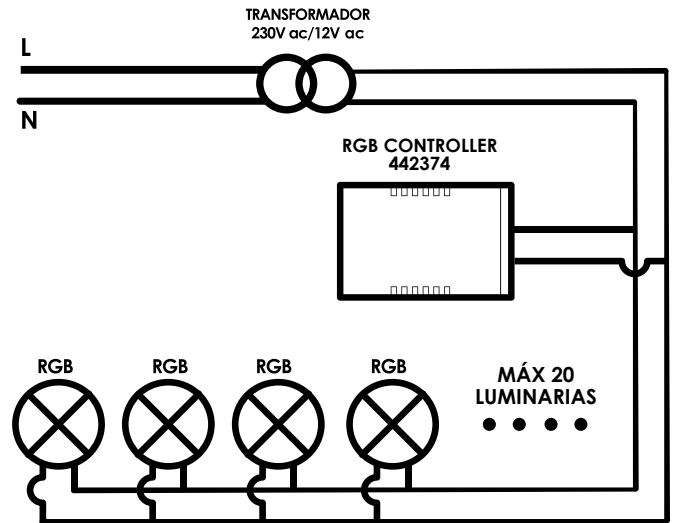 TRANSFORMADOR
230V ac/12V ac
L
N
RGB CONTROLLER
442374
RGB
RGB
RGB
RGB
MÁX 20
LUMINARIAS